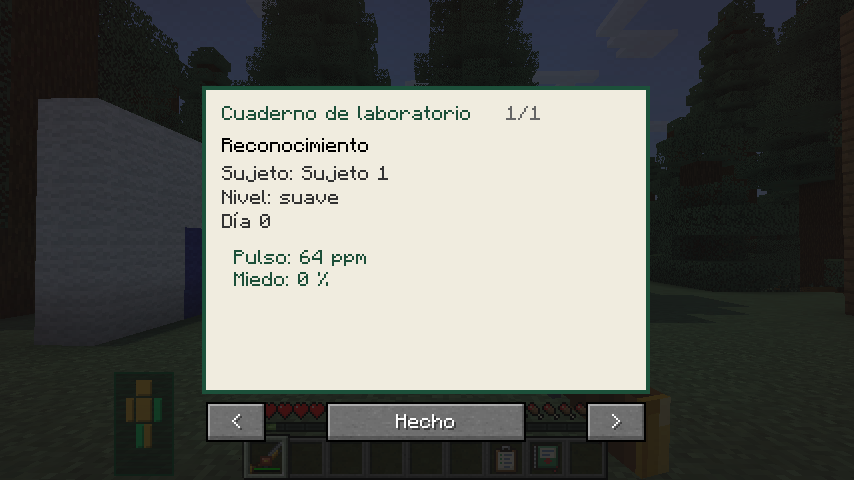 Cuaderno de laboratorio 1/1
Reconocimiento
Sujeto: Sujeto 1
Nivel: suave
Día 0
Pulso: 64 ppm
Miedo: 0 %
< Hecho >